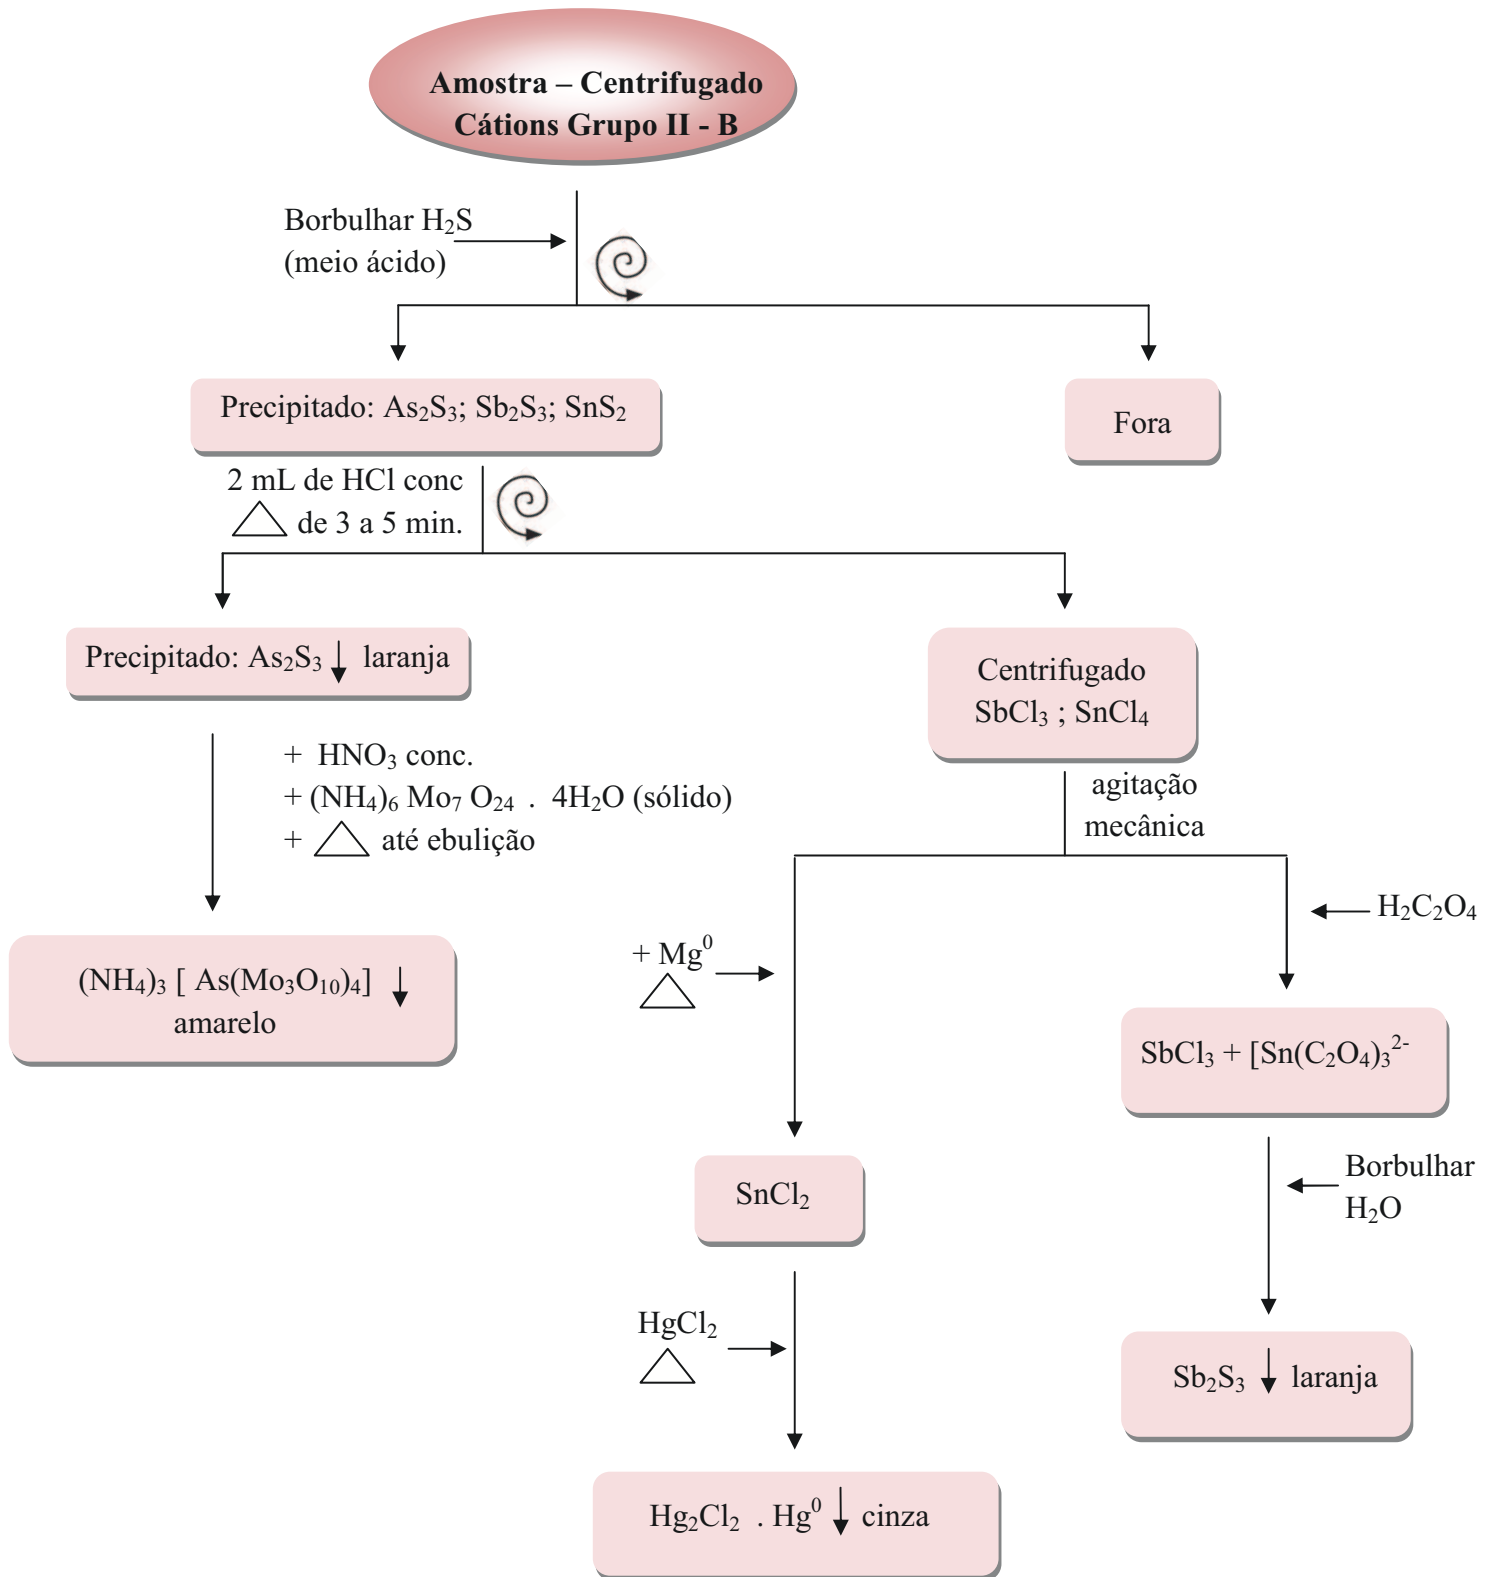 Amostra – Centrifugado
Cátions Grupo II - B
Borbulhar H₂S
(meio ácido)
Precipitado: As₂S₃; Sb₂S₃; SnS₂
Fora
2 mL de HCl conc
△ de 3 a 5 min.
Precipitado: As₂S₃ ↓ laranja
Centrifugado
SbCl₃ ; SnCl₄
+ HNO₃ conc.
+ (NH₄)₆ Mo₇ O₂₄ . 4H₂O (sólido)
+ △ até ebulição
agitação
mecânica
(NH₄)₃ [ As(Mo₃O₁₀)₄] ↓
amarelo
+ Mg⁰
△
H₂C₂O₄
SbCl₃ + [Sn(C₂O₄)₃²⁻
SnCl₂
Borbulhar
H₂O
HgCl₂
△
Sb₂S₃ ↓ laranja
Hg₂Cl₂ . Hg⁰ ↓ cinza